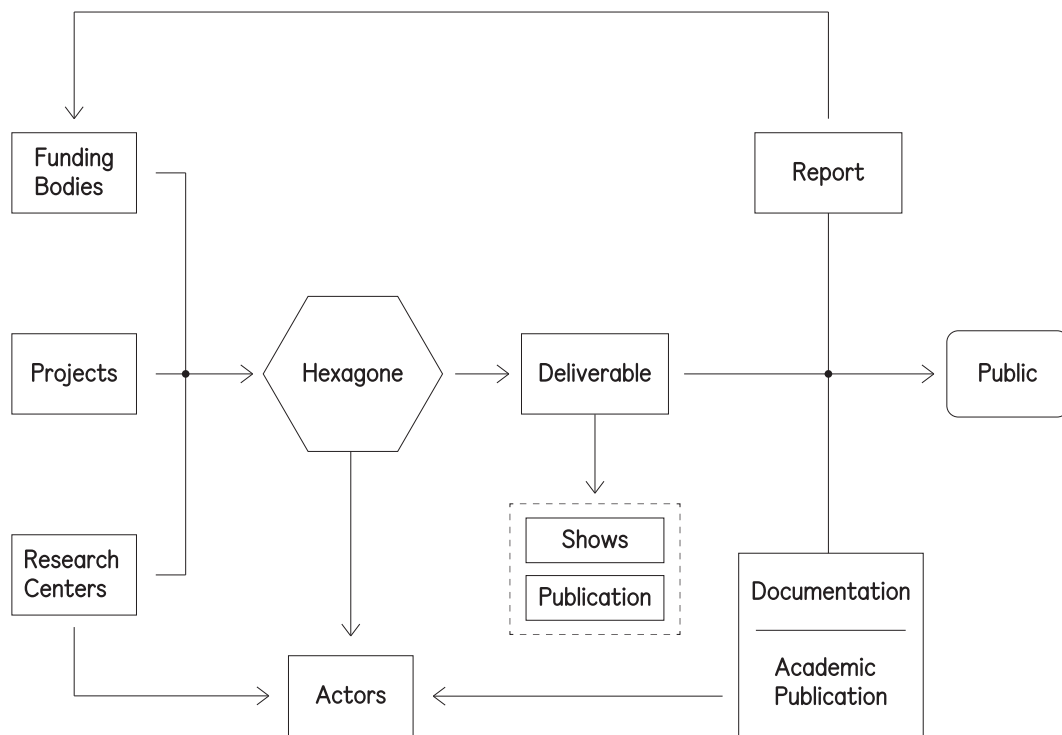 Funding
Bodies
Report
Projects
Hexagone
Deliverable
Public
Research
Centers
Shows
Publication
Documentation
Academic
Publication
Actors